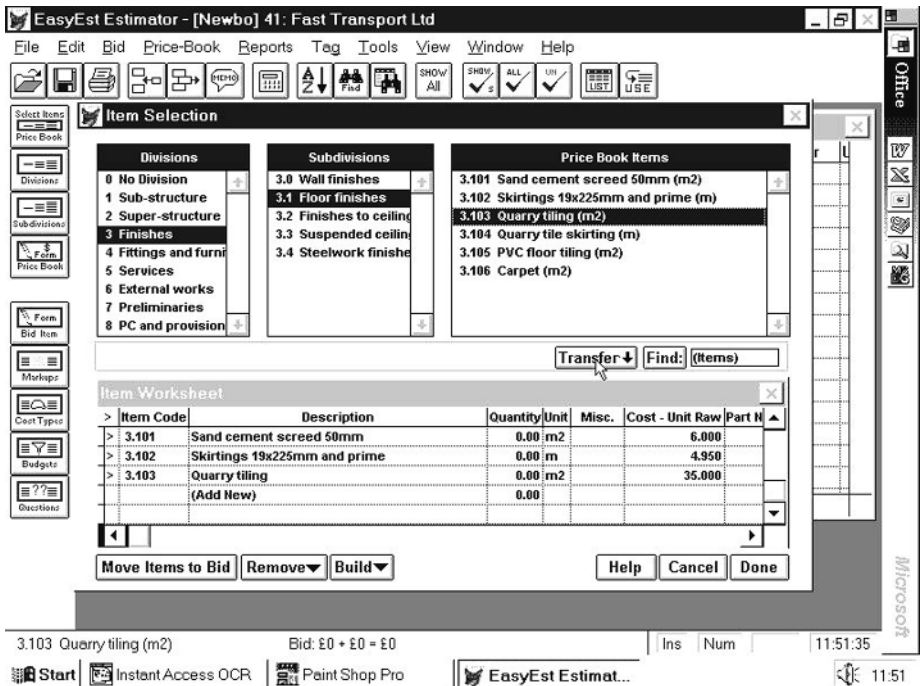 EasyEst Estimator - [Newbo] 41: Fast Transport Ltd
File Edit Bid Price-Book Reports Tag Tools View Window Help
MEMO
A Z
Find
SHOW All
SHOW s
ALL
UN
LIST
USE
Office
Select Items
Price Book
Divisions
Subdivisions
$ Form
Price Book
Form
Bid Item
Markups
Cost Types
Budgets
??
Questions
Item Selection
Divisions
0 No Division
1 Sub-structure
2 Super-structure
3 Finishes
4 Fittings and furni
5 Services
6 External works
7 Preliminaries
8 PC and provision
Subdivisions
3.0 Wall finishes
3.1 Floor finishes
3.2 Finishes to ceiling
3.3 Suspended ceilin
3.4 Steelwork finishe
Price Book Items
3.101 Sand cement screed 50mm (m2)
3.102 Skirtings 19x225mm and prime (m)
3.103 Quarry tiling (m2)
3.104 Quarry tile skirting (m)
3.105 PVC floor tiling (m2)
3.106 Carpet (m2)
Transfer Find: (Items)
Item Worksheet
> Item Code Description Quantity Unit Misc. Cost - Unit Raw Part N
> 3.101 Sand cement screed 50mm 0.00 m2 6.000
> 3.102 Skirtings 19x225mm and prime 0.00 m 4.950
> 3.103 Quarry tiling 0.00 m2 35.000
(Add New) 0.00
Move Items to Bid Remove Build Help Cancel Done
Microsoft
3.103 Quarry tiling (m2) Bid: £0 + £0 = £0 Ins Num 11:51:35
Start Instant Access OCR Paint Shop Pro EasyEst Estimat... 11:51